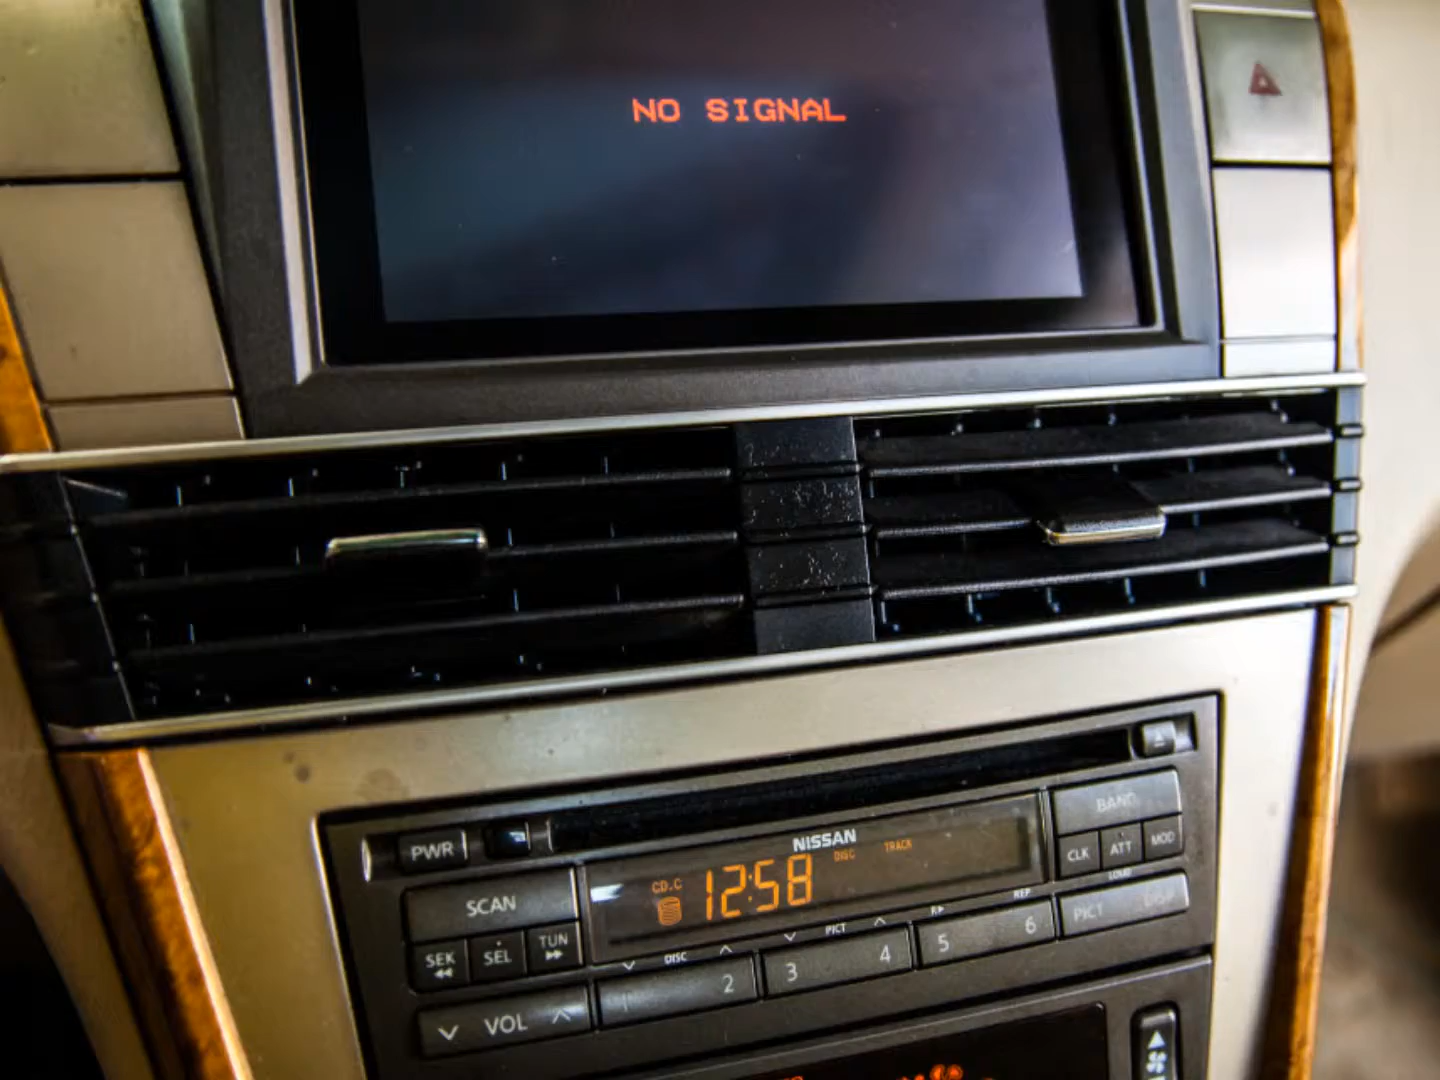 NO SIGNAL
NISSAN
PWR
BAND
DISC TRACK
CD.C
12:58
CLK ATT MOD
LOUD
SCAN
SEK SEL TUN
DISC
PICT
RPT
REP
PICT DISP
1 2 3 4 5 6
VOL